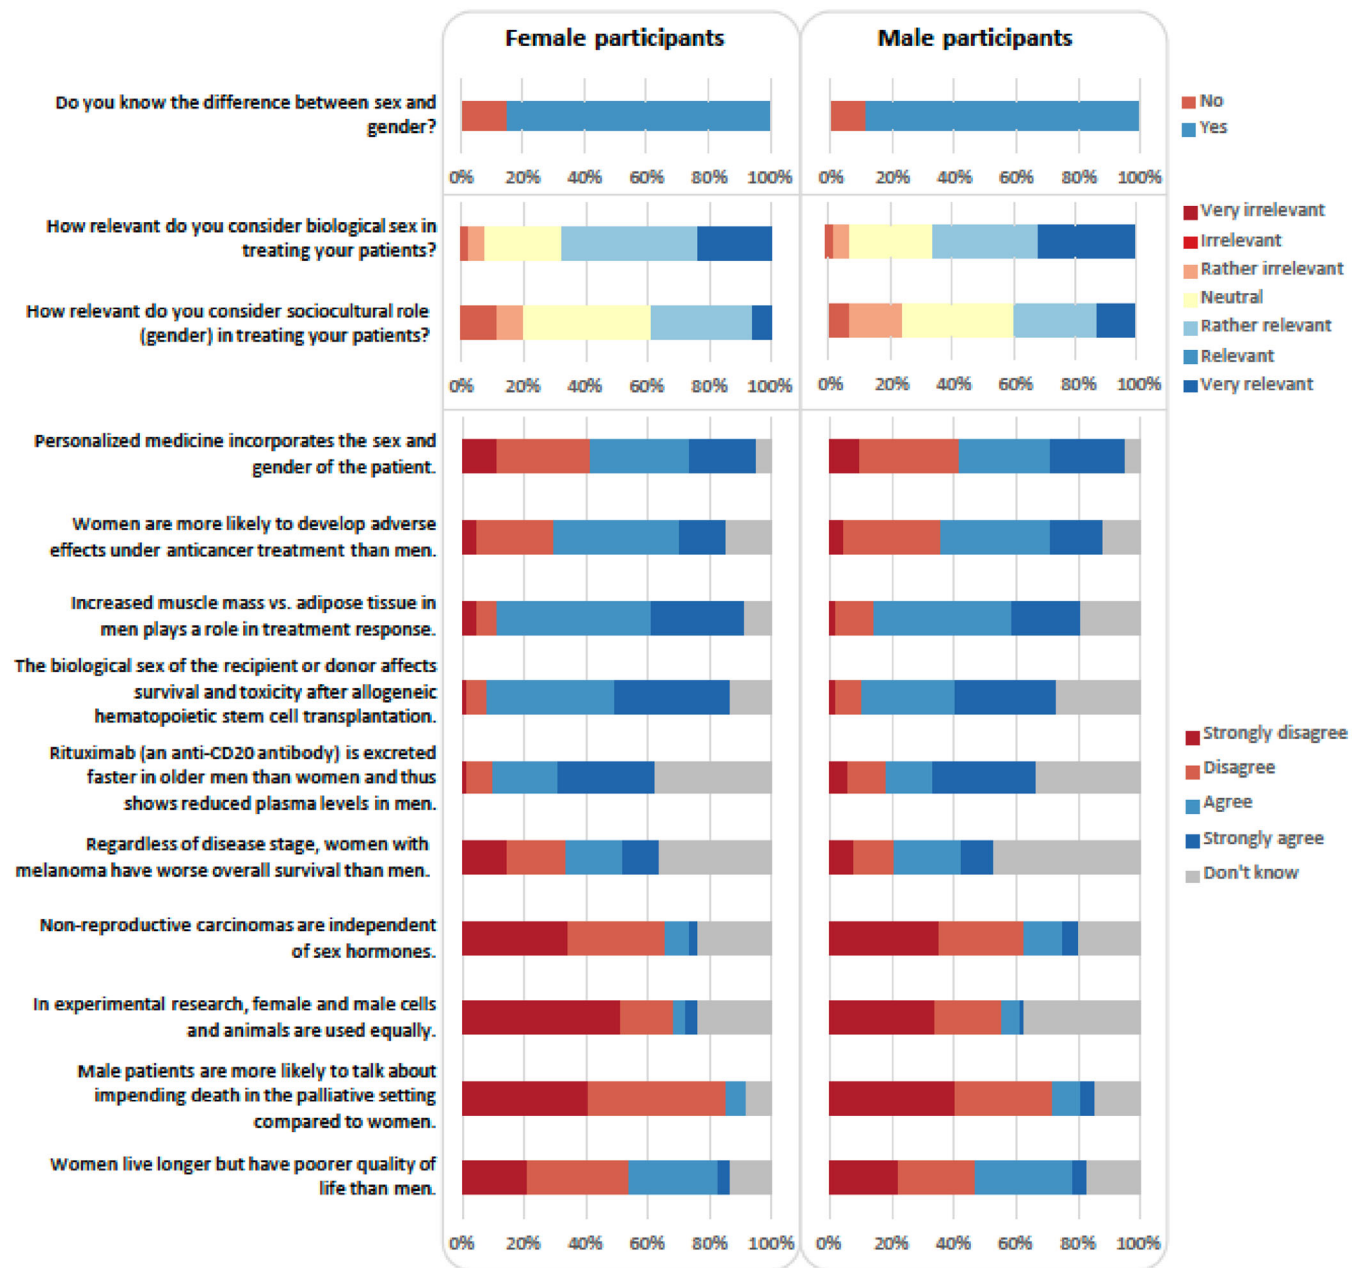 Female participants
Male participants
Do you know the difference between sex and
gender?
No
Yes
0% 20% 40% 60% 80% 100%
0% 20% 40% 60% 80% 100%
How relevant do you consider biological sex in
treating your patients?
How relevant do you consider sociocultural role
(gender) in treating your patients?
Very irrelevant
Irrelevant
Rather irrelevant
Neutral
Rather relevant
Relevant
Very relevant
0% 20% 40% 60% 80% 100%
0% 20% 40% 60% 80% 100%
Personalized medicine incorporates the sex and
gender of the patient.
Women are more likely to develop adverse
effects under anticancer treatment than men.
Increased muscle mass vs. adipose tissue in
men plays a role in treatment response.
The biological sex of the recipient or donor affects
survival and toxicity after allogeneic
hematopoietic stem cell transplantation.
Rituximab (an anti-CD20 antibody) is excreted
faster in older men than women and thus
shows reduced plasma levels in men.
Regardless of disease stage, women with
melanoma have worse overall survival than men.
Non-reproductive carcinomas are independent
of sex hormones.
In experimental research, female and male cells
and animals are used equally.
Male patients are more likely to talk about
impending death in the palliative setting
compared to women.
Women live longer but have poorer quality of
life than men.
Strongly disagree
Disagree
Agree
Strongly agree
Don't know
0% 20% 40% 60% 80% 100%
0% 20% 40% 60% 80% 100%